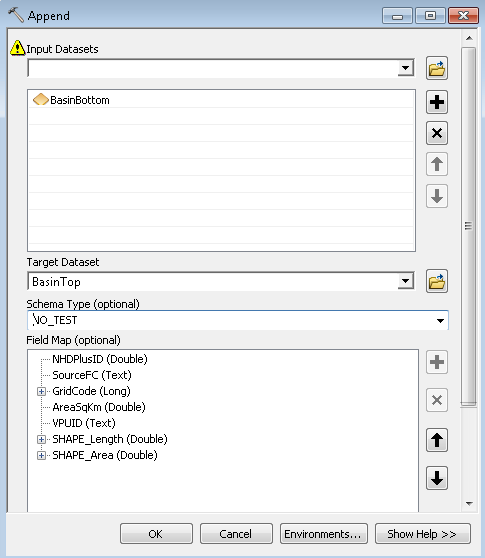 Append
Input Datasets
BasinBottom
Target Dataset
BasinTop
Schema Type (optional)
NO_TEST
Field Map (optional)
NHDPlusID (Double)
SourceFC (Text)
GridCode (Long)
AreaSqKm (Double)
VPUID (Text)
SHAPE_Length (Double)
SHAPE_Area (Double)
OK Cancel Environments... Show Help >>